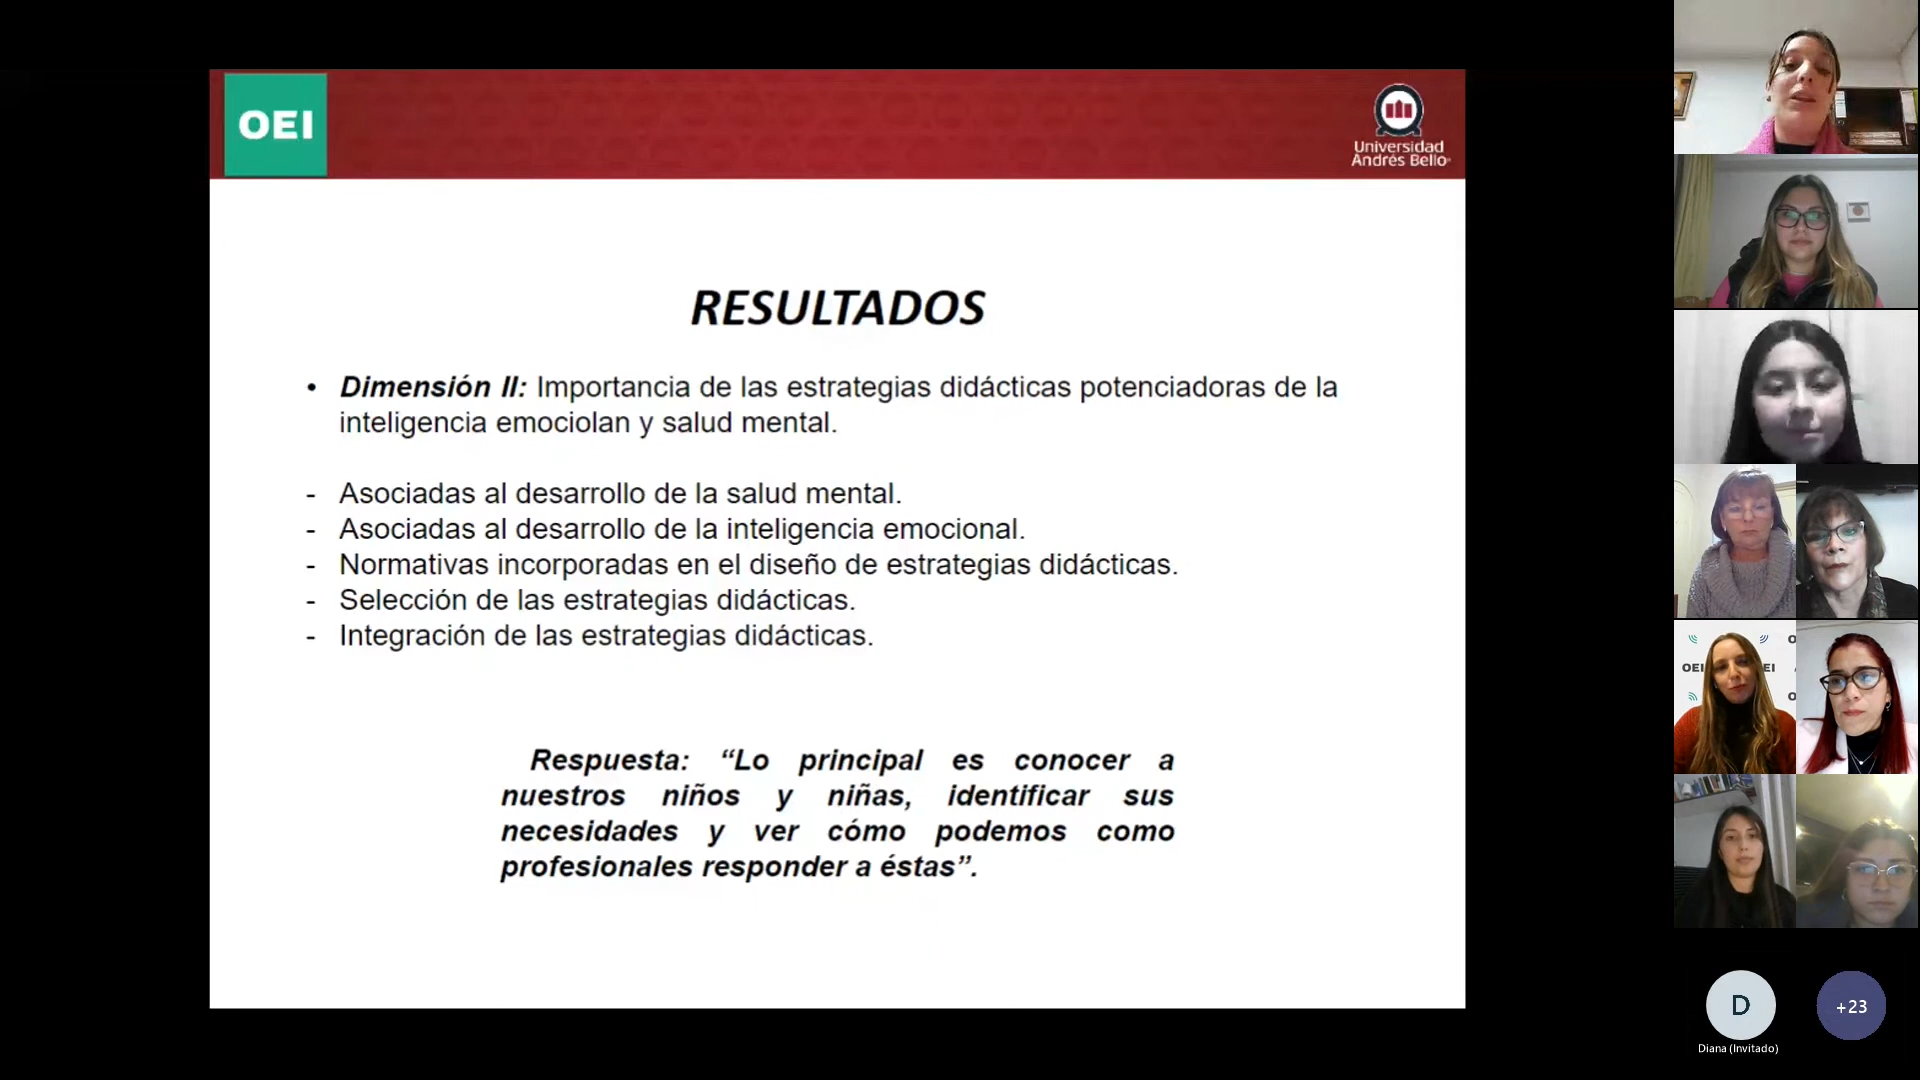 OEI
Universidad
Andrés Bello
RESULTADOS
• Dimensión II: Importancia de las estrategias didácticas potenciadoras de la
inteligencia emociolan y salud mental.
- Asociadas al desarrollo de la salud mental.
- Asociadas al desarrollo de la inteligencia emocional.
- Normativas incorporadas en el diseño de estrategias didácticas.
- Selección de las estrategias didácticas.
- Integración de las estrategias didácticas.
Respuesta: “Lo principal es conocer a
nuestros niños y niñas, identificar sus
necesidades y ver cómo podemos como
profesionales responder a éstas”.
OEI
EI
D
+23
Diana (Invitado)